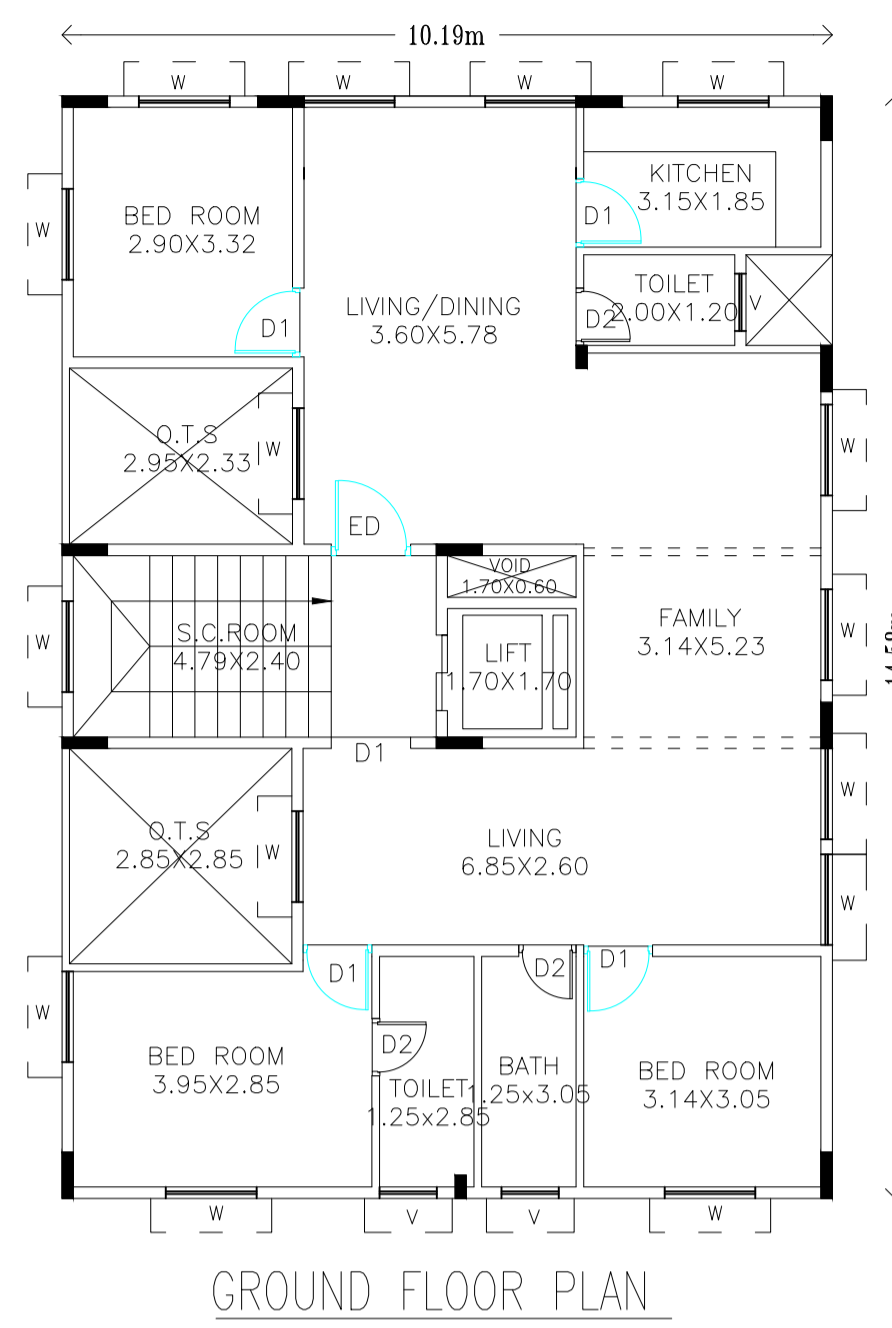 10.19m
W
W
W
W
KITCHEN
3.15X1.85
BED ROOM
2.90X3.32
W
D1
TOILET
2.00X1.20
V
D2
LIVING/DINING
3.60X5.78
D1
O.T.S
2.95X2.33
W
W
ED
VOID
1.70X0.60
S.C.ROOM
4.79X2.40
W
LIFT
1.70X1.70
FAMILY
3.14X5.23
W
D1
W
O.T.S
2.85X2.85
W
LIVING
6.85X2.60
W
D1
D2
D1
W
BED ROOM
3.95X2.85
D2
TOILET
1.25x2.85
BATH
1.25x3.05
BED ROOM
3.14X3.05
W
V
V
W
GROUND FLOOR PLAN